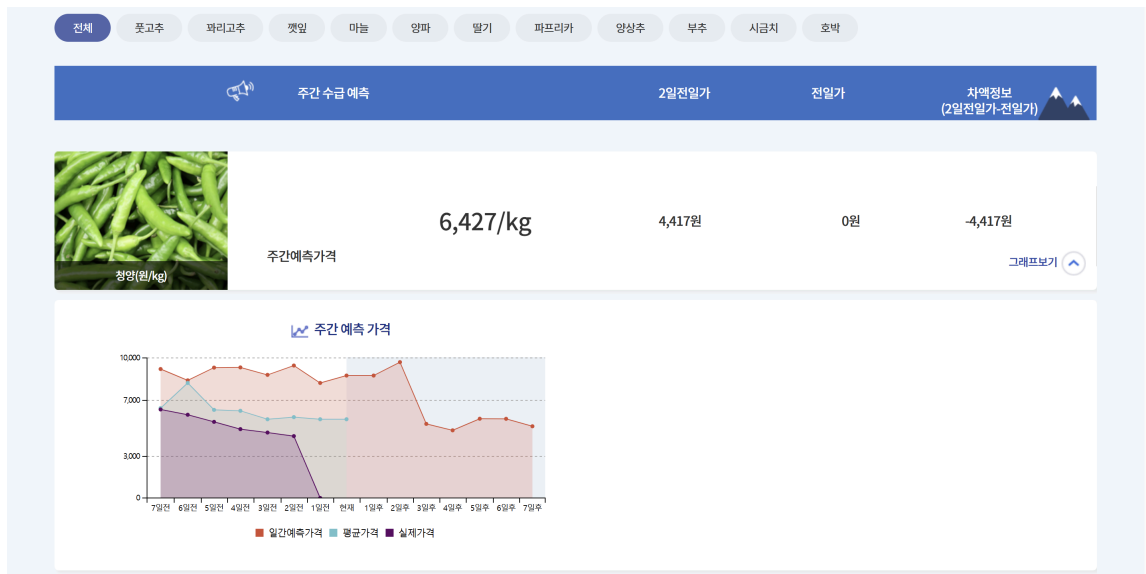 전체 풋고추 꽈리고추 깻잎 마늘 양파 딸기 파프리카 양상추 부추 시금치 호박
주간 수급 예측 2일전일가 전일가 차액정보
(2일전일가-전일가)
6,427/kg 4,417원 0원 -4,417원
주간예측가격
그래프보기
청양(원/kg)
주간 예측 가격
10,000
7,000
3,000
0
7일전 6일전 5일전 4일전 3일전 2일전 1일전 현재 1일후 2일후 3일후 4일후 5일후 6일후 7일후
일간예측가격 평균가격 실제가격